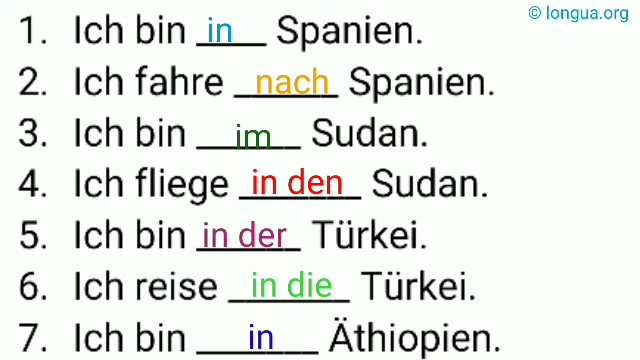 © longua.org
1. Ich bin in Spanien.
2. Ich fahre nach Spanien.
3. Ich bin im Sudan.
4. Ich fliege in den Sudan.
5. Ich bin in der Türkei.
6. Ich reise in die Türkei.
7. Ich bin in Äthiopien.